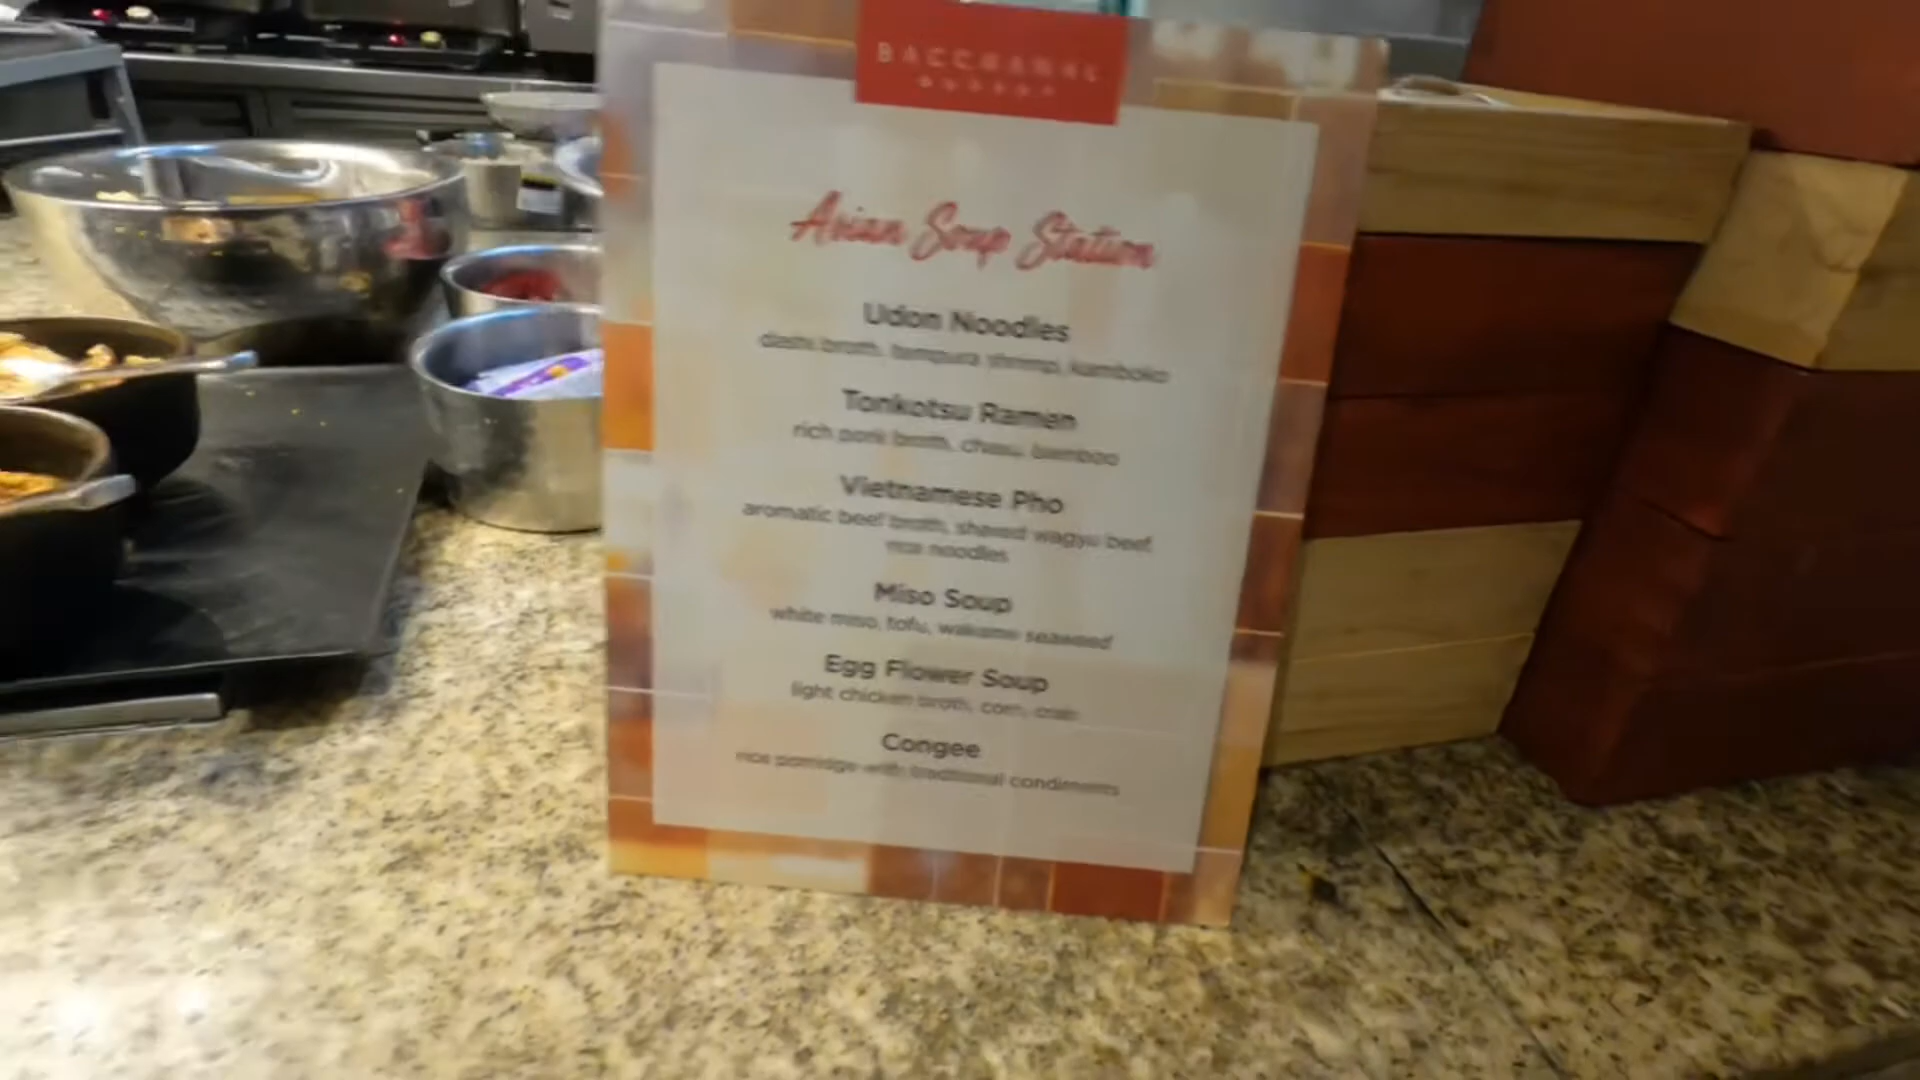 BACCHANAL
BUFFET
Asian Soup Station
Udon Noodles
dashi broth, tempura shrimp, kamboko
Tonkotsu Ramen
rich pork broth, chasu, bamboo
Vietnamese Pho
aromatic beef broth, shaved wagyu beef
rice noodles
Miso Soup
white miso, tofu, wakame seaweed
Egg Flower Soup
light chicken broth, corn, crab
Congee
rice porridge with traditional condiments